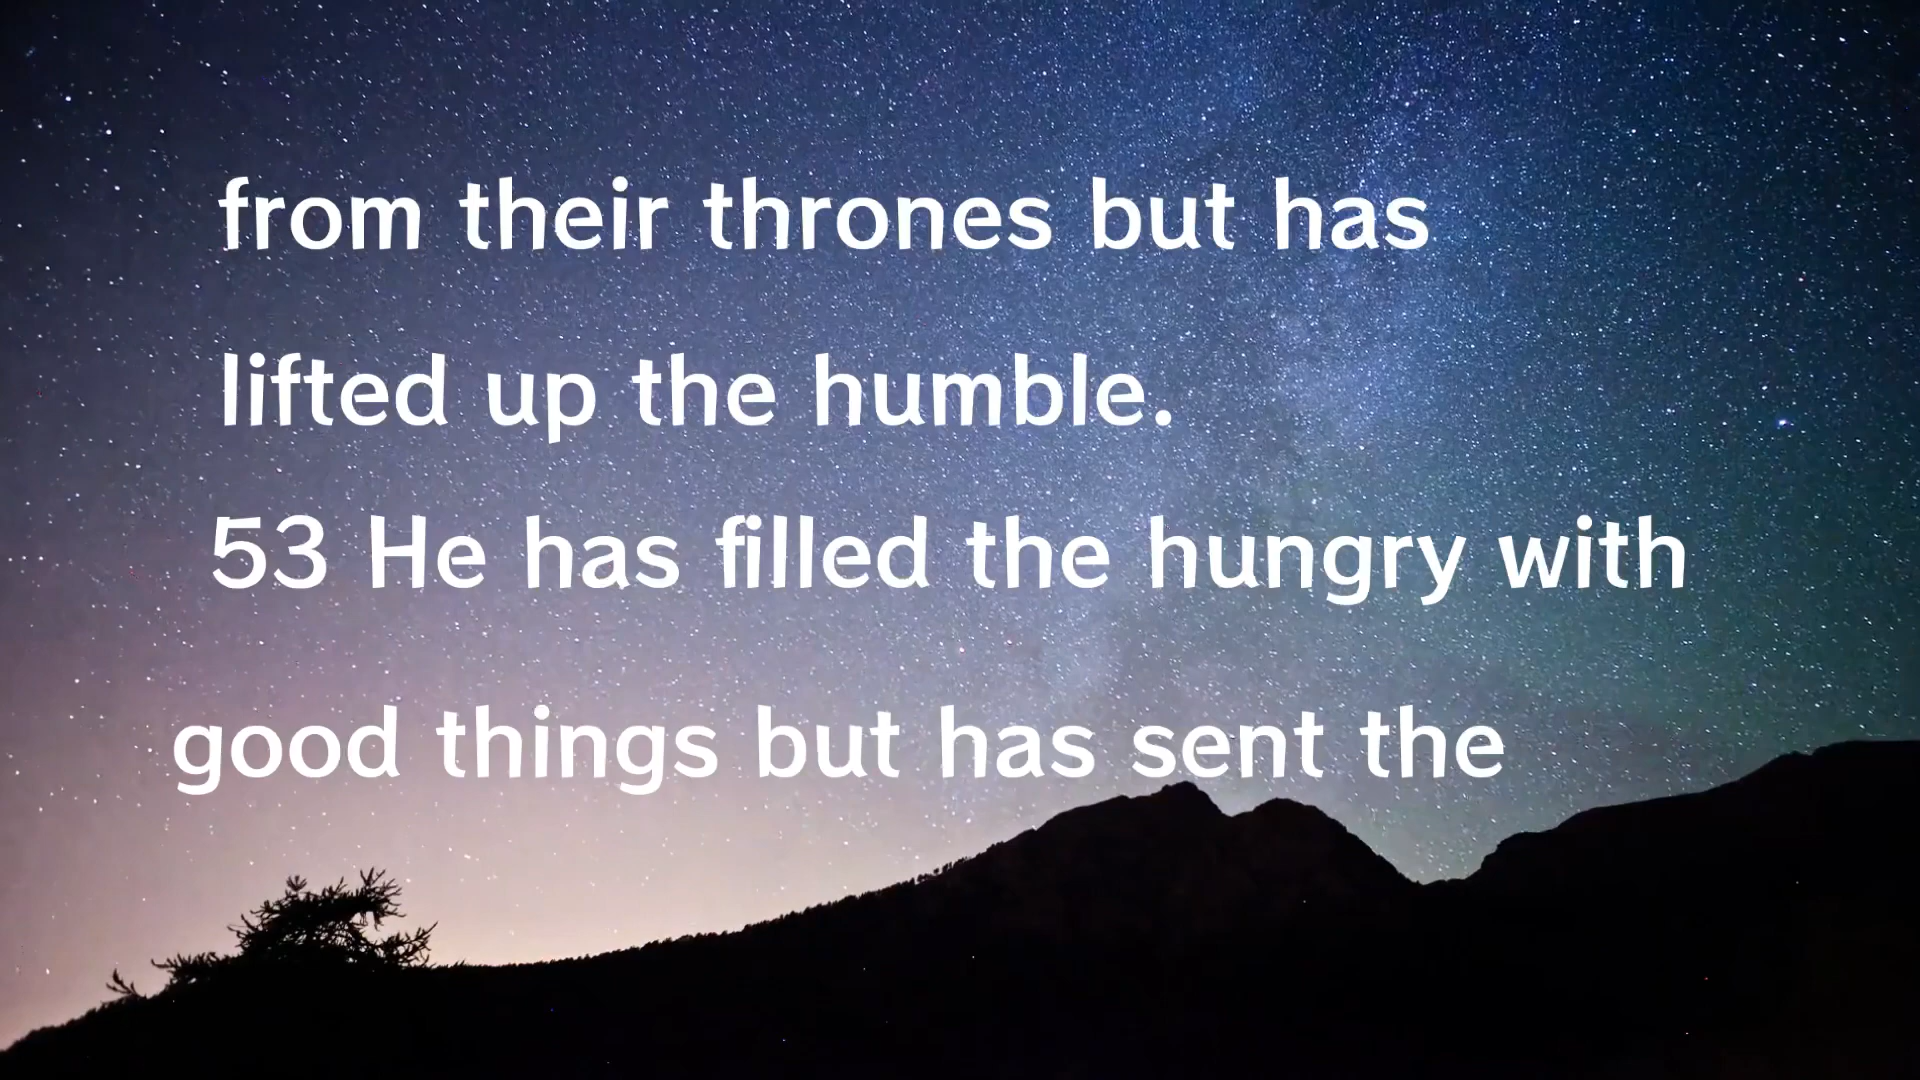 from their thrones but has
lifted up the humble.
53 He has filled the hungry with
good things but has sent the